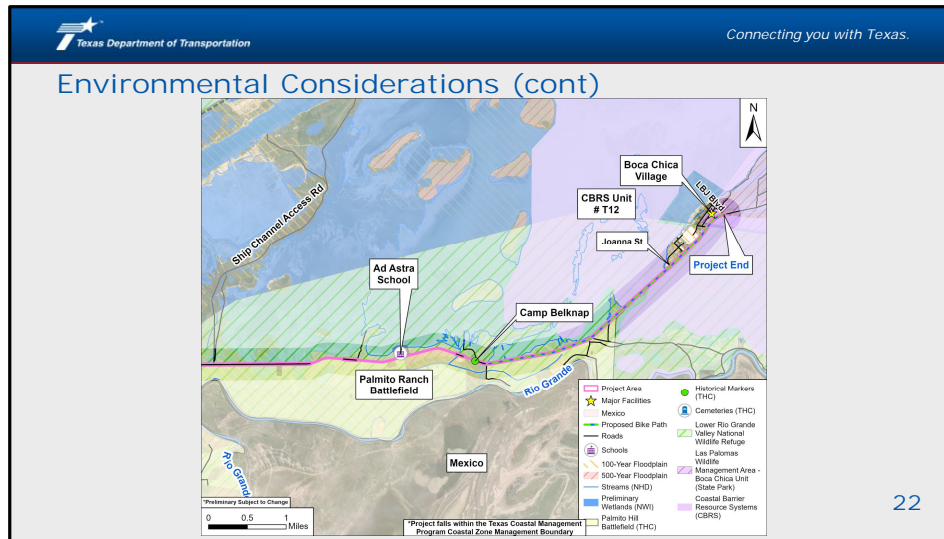 Texas Department of Transportation
Connecting you with Texas.
Environmental Considerations (cont)
N
Boca Chica
Village
LBJ Blvd
CBRS Unit
# T12
Ship Channel Access Rd
Joanna St
Project End
Ad Astra
School
Camp Belknap
Palmito Ranch
Battlefield
Rio Grande
Rio Grande
Mexico
Project Area
Major Facilities
Mexico
Proposed Bike Path
Roads
Schools
100-Year Floodplain
500-Year Floodplain
Streams (NHD)
Preliminary
Wetlands (NWI)
Palmito Hill
Battlefield (THC)
Historical Markers
(THC)
Cemeteries (THC)
Lower Rio Grande
Valley National
Wildlife Refuge
Las Palomas
Wildlife
Management Area -
Boca Chica Unit
(State Park)
Coastal Barrier
Resource Systems
(CBRS)
*Preliminary Subject to Change
0 0.5 1
Miles
*Project falls within the Texas Coastal Management
Program Coastal Zone Management Boundary
22